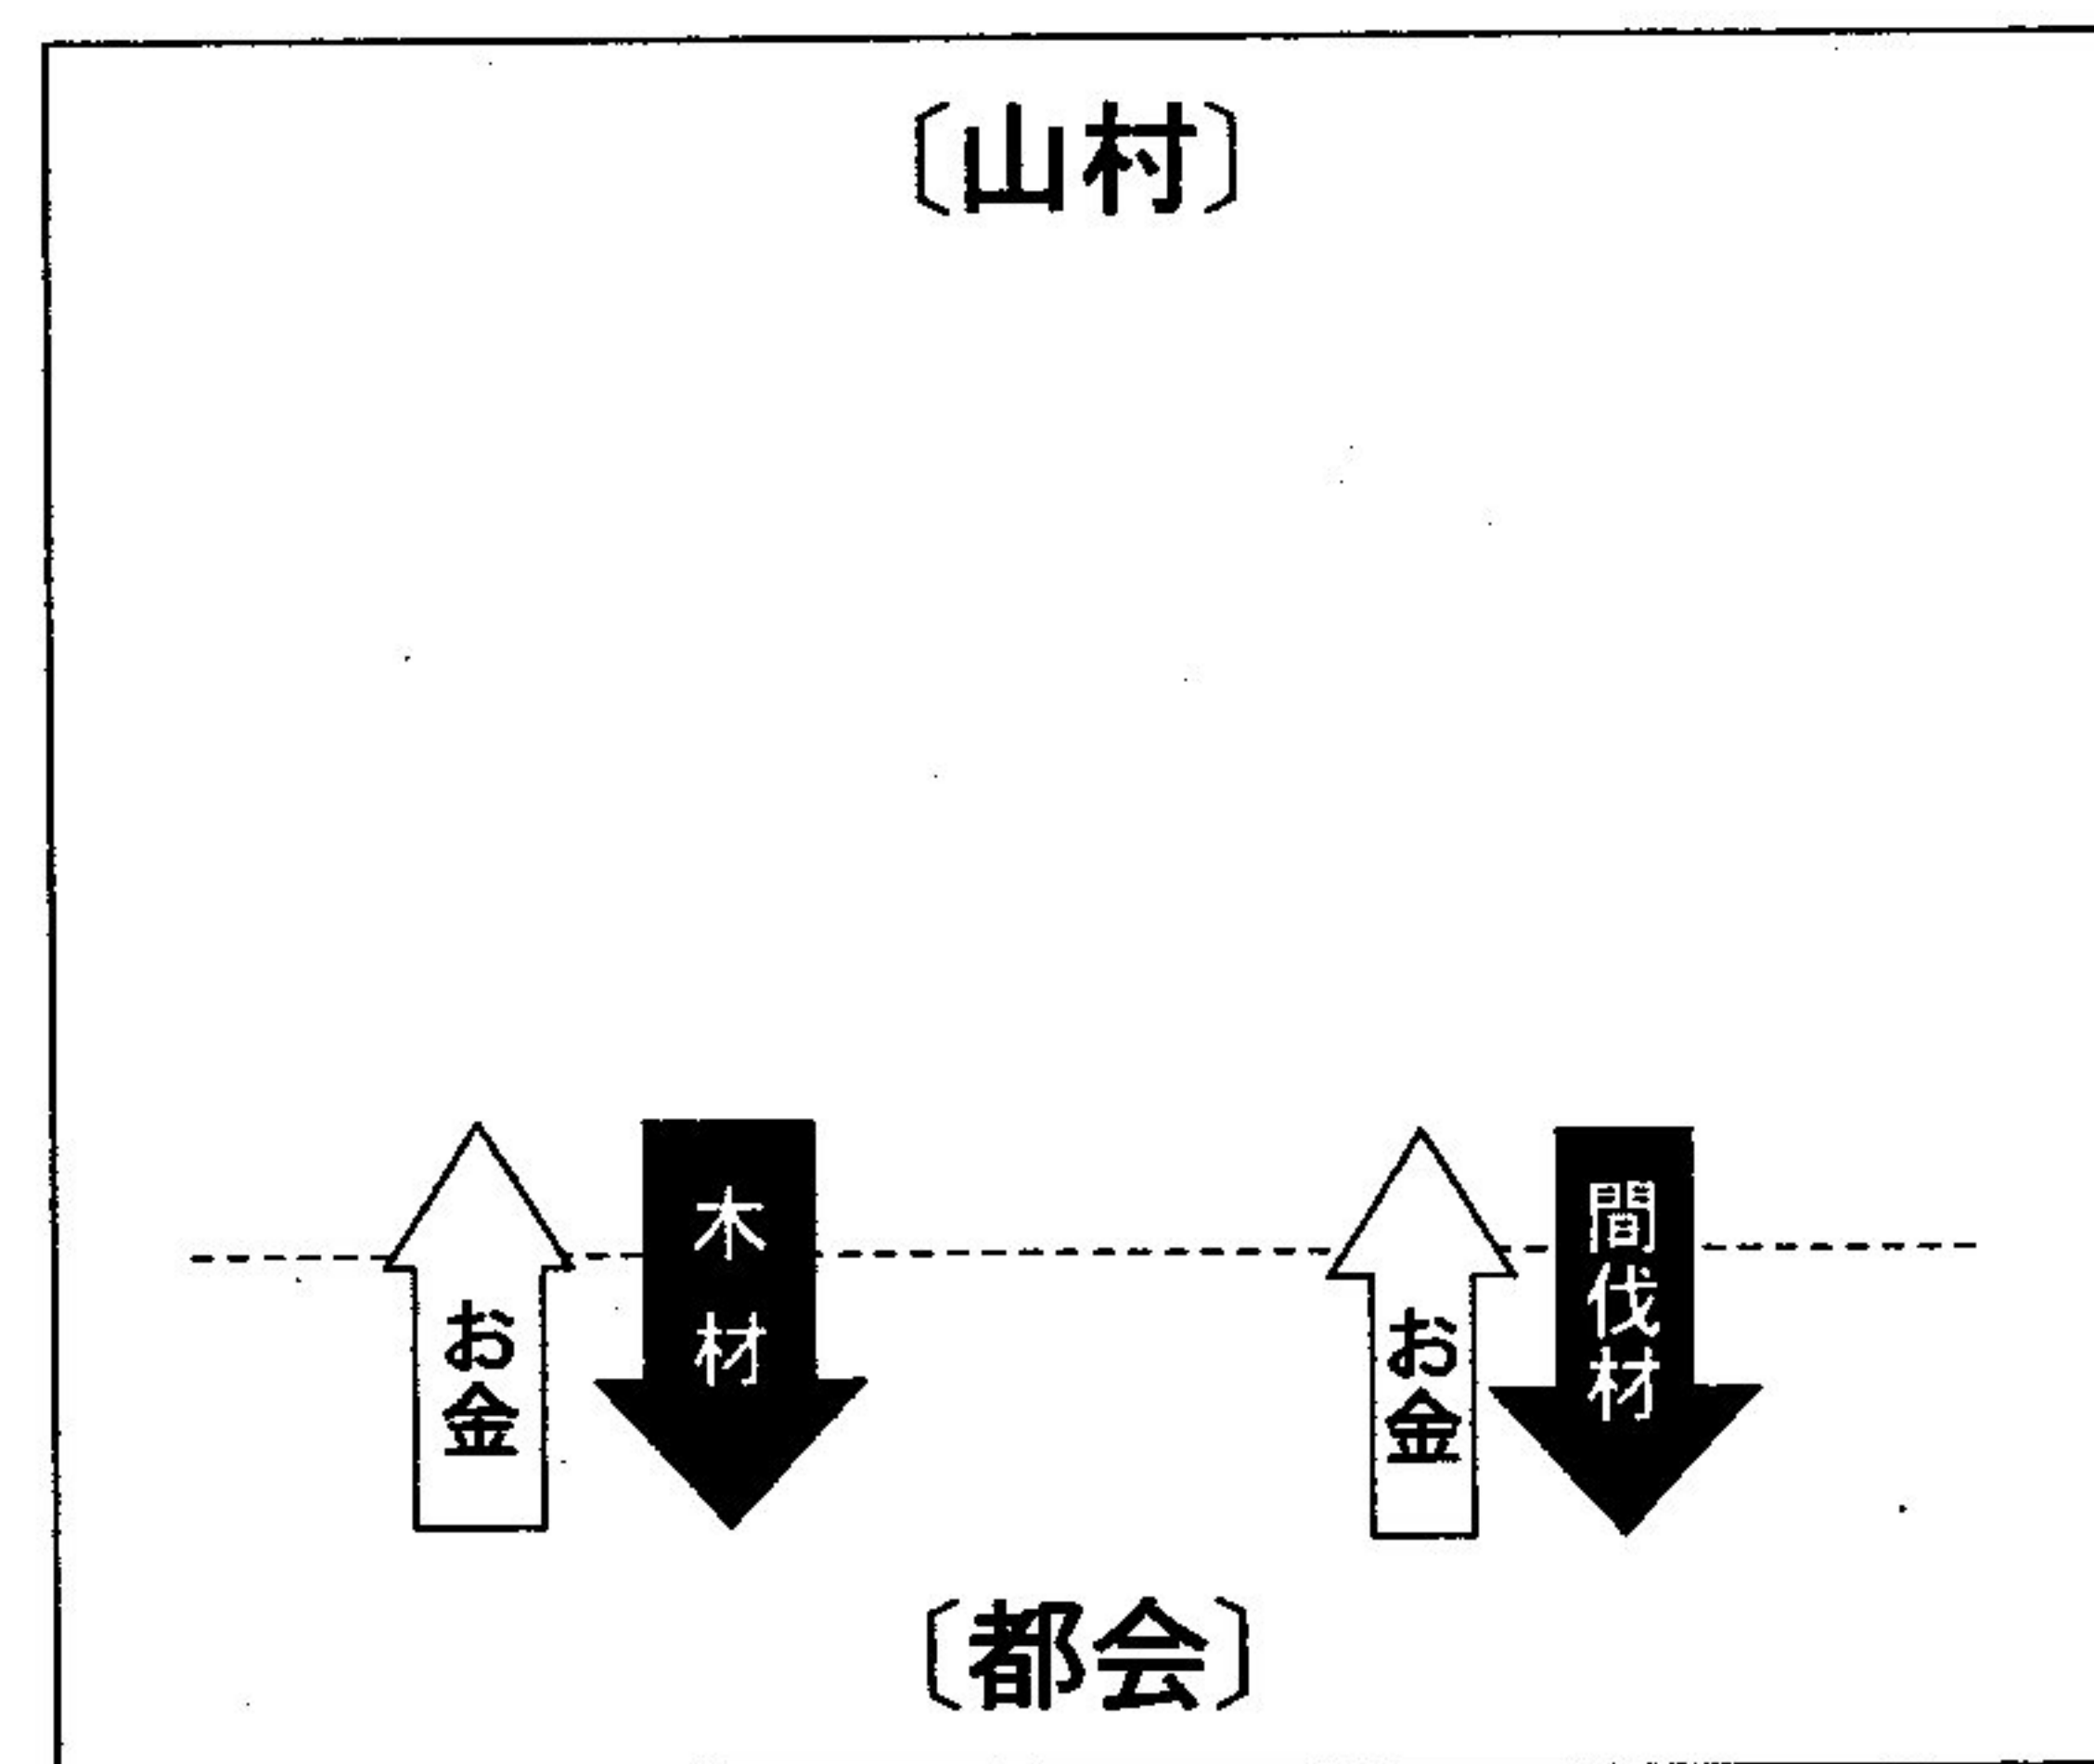 〔山村〕
お金
木材
お金
間伐材
〔都会〕